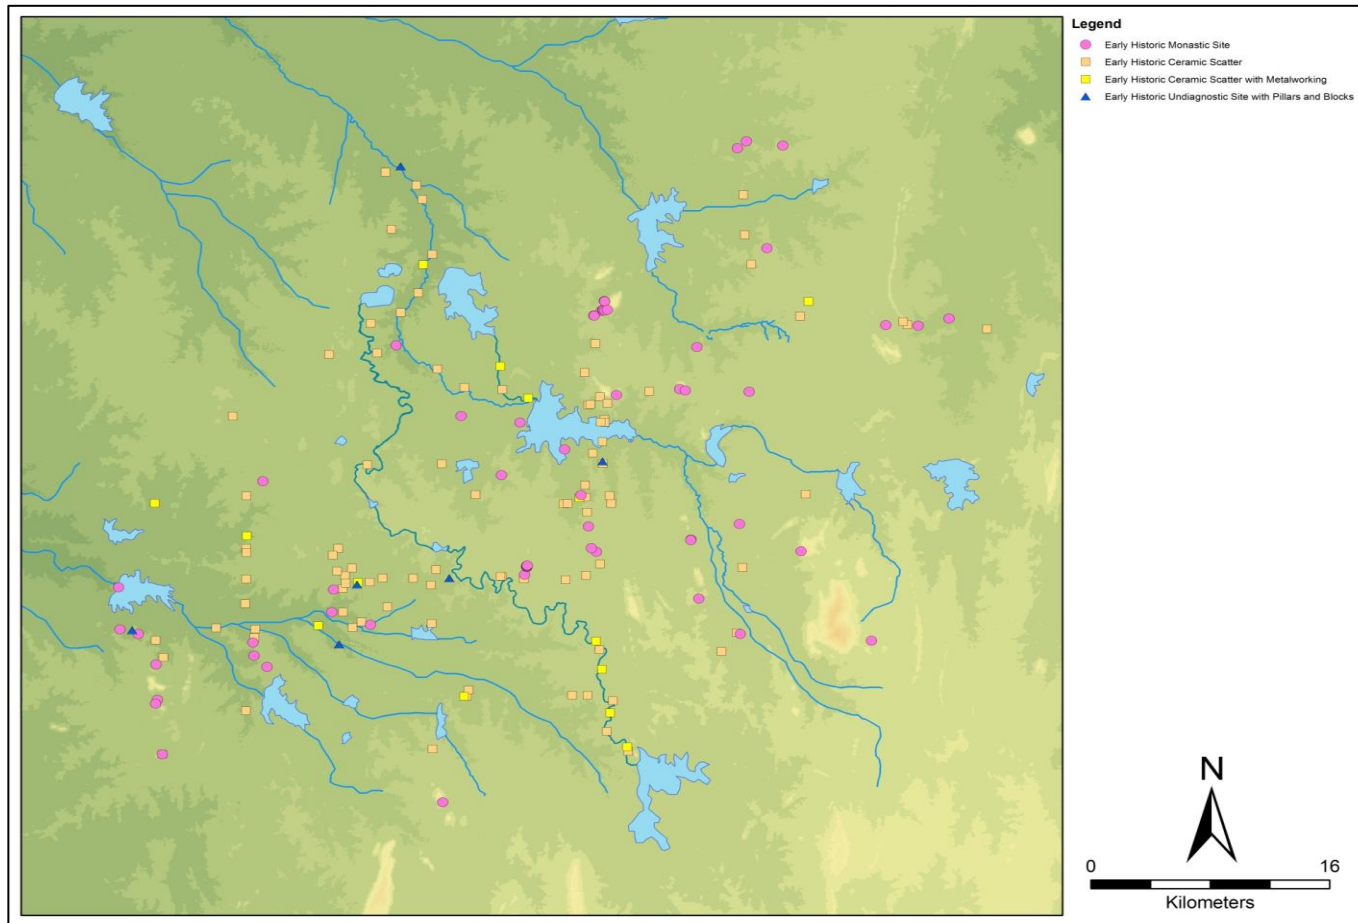 Legend
Early Historic Monastic Site
Early Historic Ceramic Scatter
Early Historic Ceramic Scatter with Metalworking
Early Historic Undiagnostic Site with Pillars and Blocks
N
0 16
Kilometers